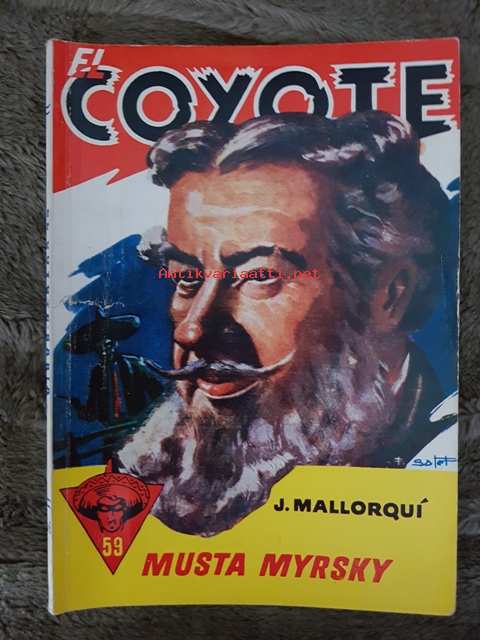 EL
COYOTE
Antikvariaatti.net
J. MALLORQUÍ
59
MUSTA MYRSKY